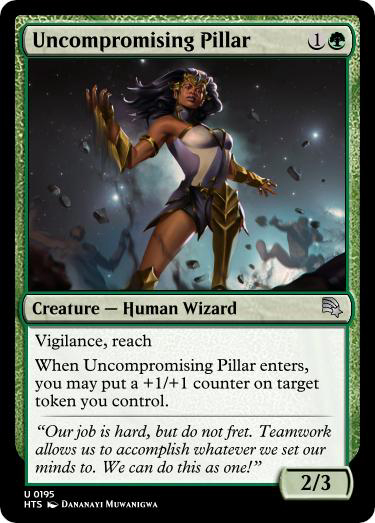 Uncompromising Pillar 1
Creature — Human Wizard
Vigilance, reach
When Uncompromising Pillar enters,
you may put a +1/+1 counter on target
token you control.
“Our job is hard, but do not fret. Teamwork
allows us to accomplish whatever we set our
minds to. We can do this as one!”
2/3
U 0195
HTS DANANAYI MUWANIGWA